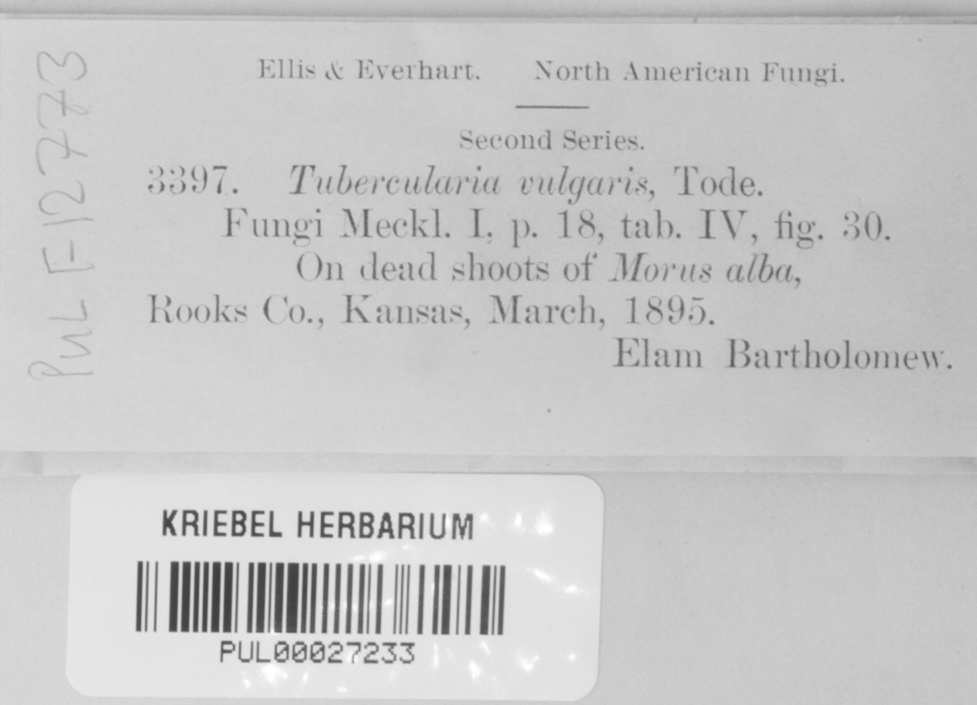 PUL F12773
Ellis & Everhart. North American Fungi.
Second Series.
3397. Tubercularia vulgaris, Tode.
Fungi Meckl. I, p. 18, tab. IV, fig. 30.
On dead shoots of Morus alba,
Rooks Co., Kansas, March, 1895.
Elam Bartholomew.
KRIEBEL HERBARIUM
PUL00027233